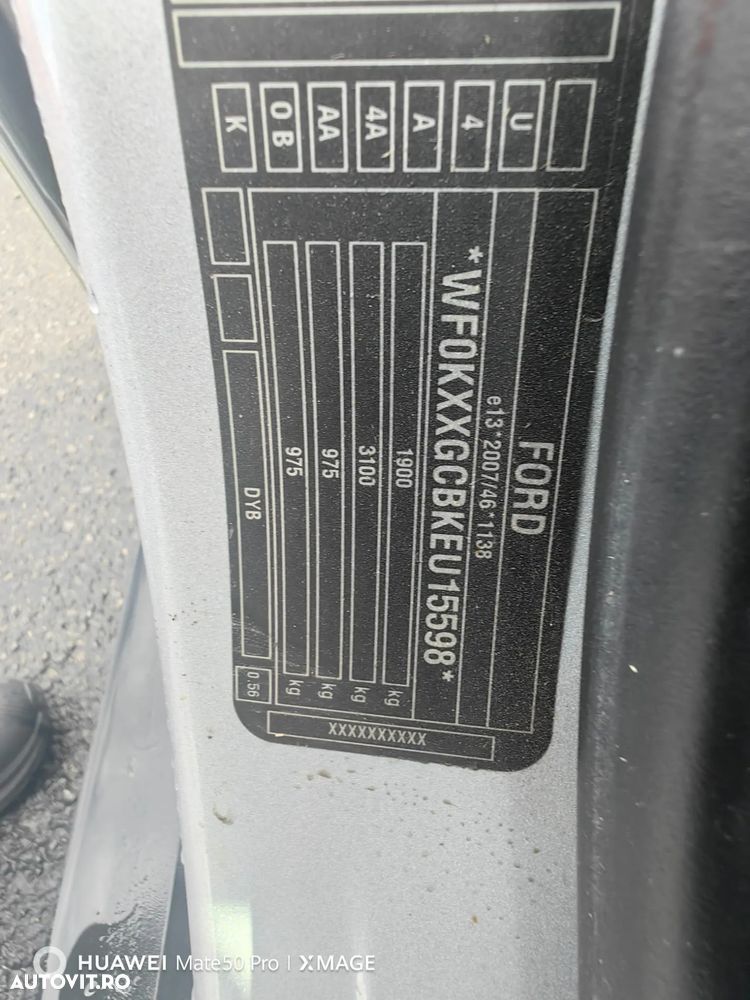 FORD
e13*2007/46*1138
*WF0KXXGCBKEU15598*
1900 kg
3100 kg
975 kg
975 kg
DYB 0.56
XXXXXXXXXX
U
4
A
4A
AA
0 B
K
HUAWEI Mate50 Pro | XMAGE
AUTOVIT.RO